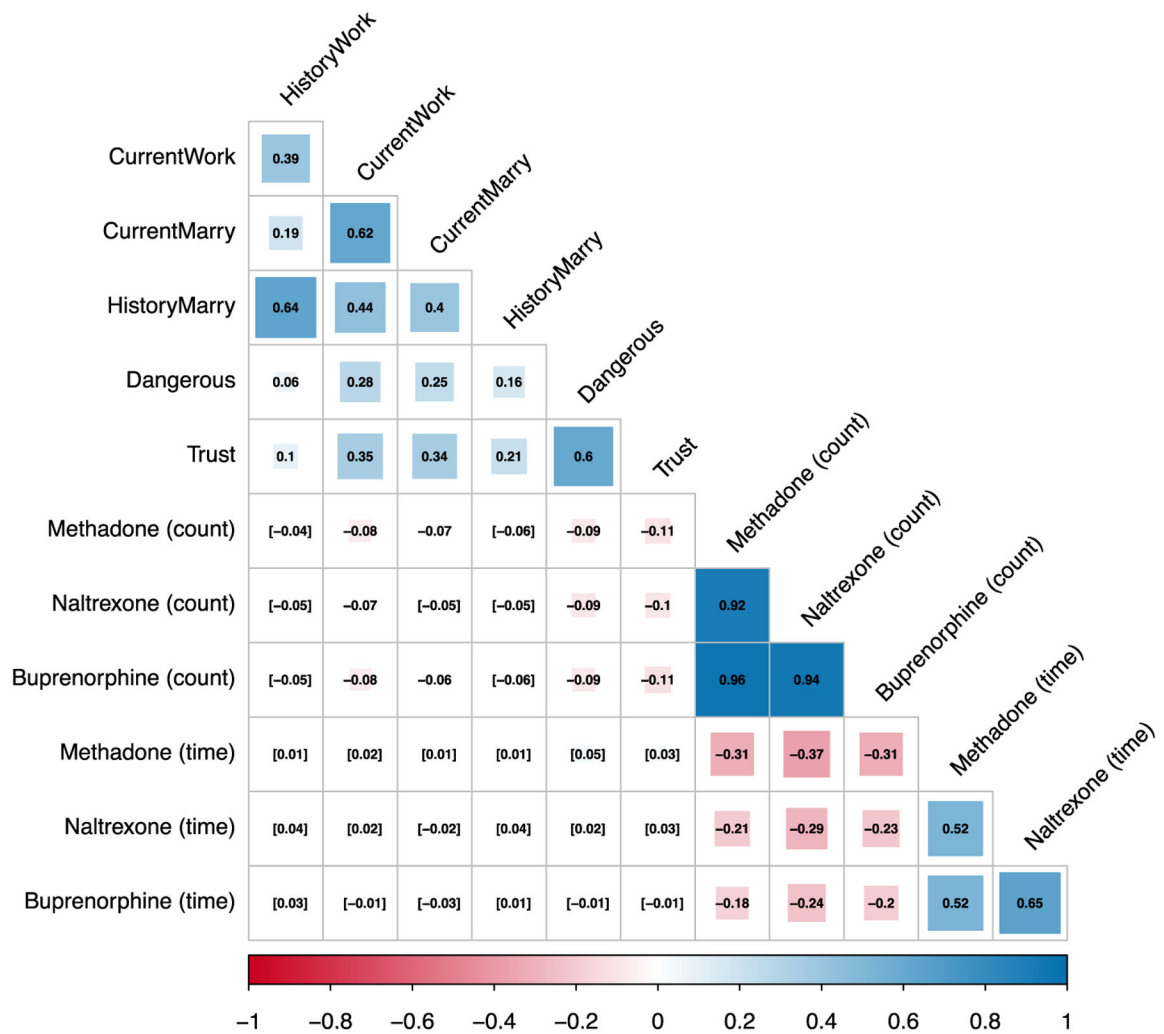 HistoryWork
CurrentWork 0.39 CurrentWork
CurrentMarry 0.19 0.62 CurrentMarry
HistoryMarry 0.64 0.44 0.4 HistoryMarry
Dangerous 0.06 0.28 0.25 0.16 Dangerous
Trust 0.1 0.35 0.34 0.21 0.6 Trust
Methadone (count) [−0.04] −0.08 −0.07 [−0.06] −0.09 −0.11 Methadone (count)
Naltrexone (count) [−0.05] −0.07 [−0.05] [−0.05] −0.09 −0.1 0.92 Naltrexone (count)
Buprenorphine (count) [−0.05] −0.08 −0.06 [−0.06] −0.09 −0.11 0.96 0.94 Buprenorphine (count)
Methadone (time) [0.01] [0.02] [0.01] [0.01] [0.05] [0.03] −0.31 −0.37 −0.31 Methadone (time)
Naltrexone (time) [0.04] [0.02] [−0.02] [0.04] [0.02] [0.03] −0.21 −0.29 −0.23 0.52 Naltrexone (time)
Buprenorphine (time) [0.03] [−0.01] [−0.03] [0.01] [−0.01] [−0.01] −0.18 −0.24 −0.2 0.52 0.65
−1 −0.8 −0.6 −0.4 −0.2 0 0.2 0.4 0.6 0.8 1